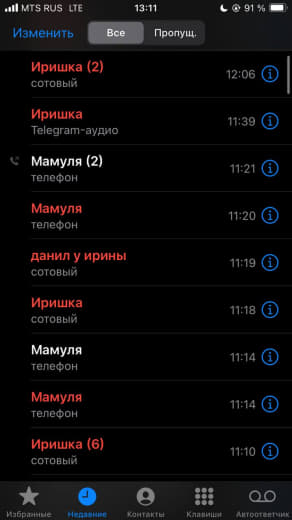 MTS RUS LTE 13:11 91 %
Изменить Все Пропущ.
Иришка (2)
сотовый 12:06
Иришка
Telegram-аудио 11:39
Мамуля (2)
телефон 11:21
Мамуля
телефон 11:20
данил у ирины
сотовый 11:19
Иришка
сотовый 11:18
Мамуля
телефон 11:14
Мамуля
телефон 11:14
Иришка (6)
сотовый 11:10
Избранные Недавние Контакты Клавиши Автоответчик